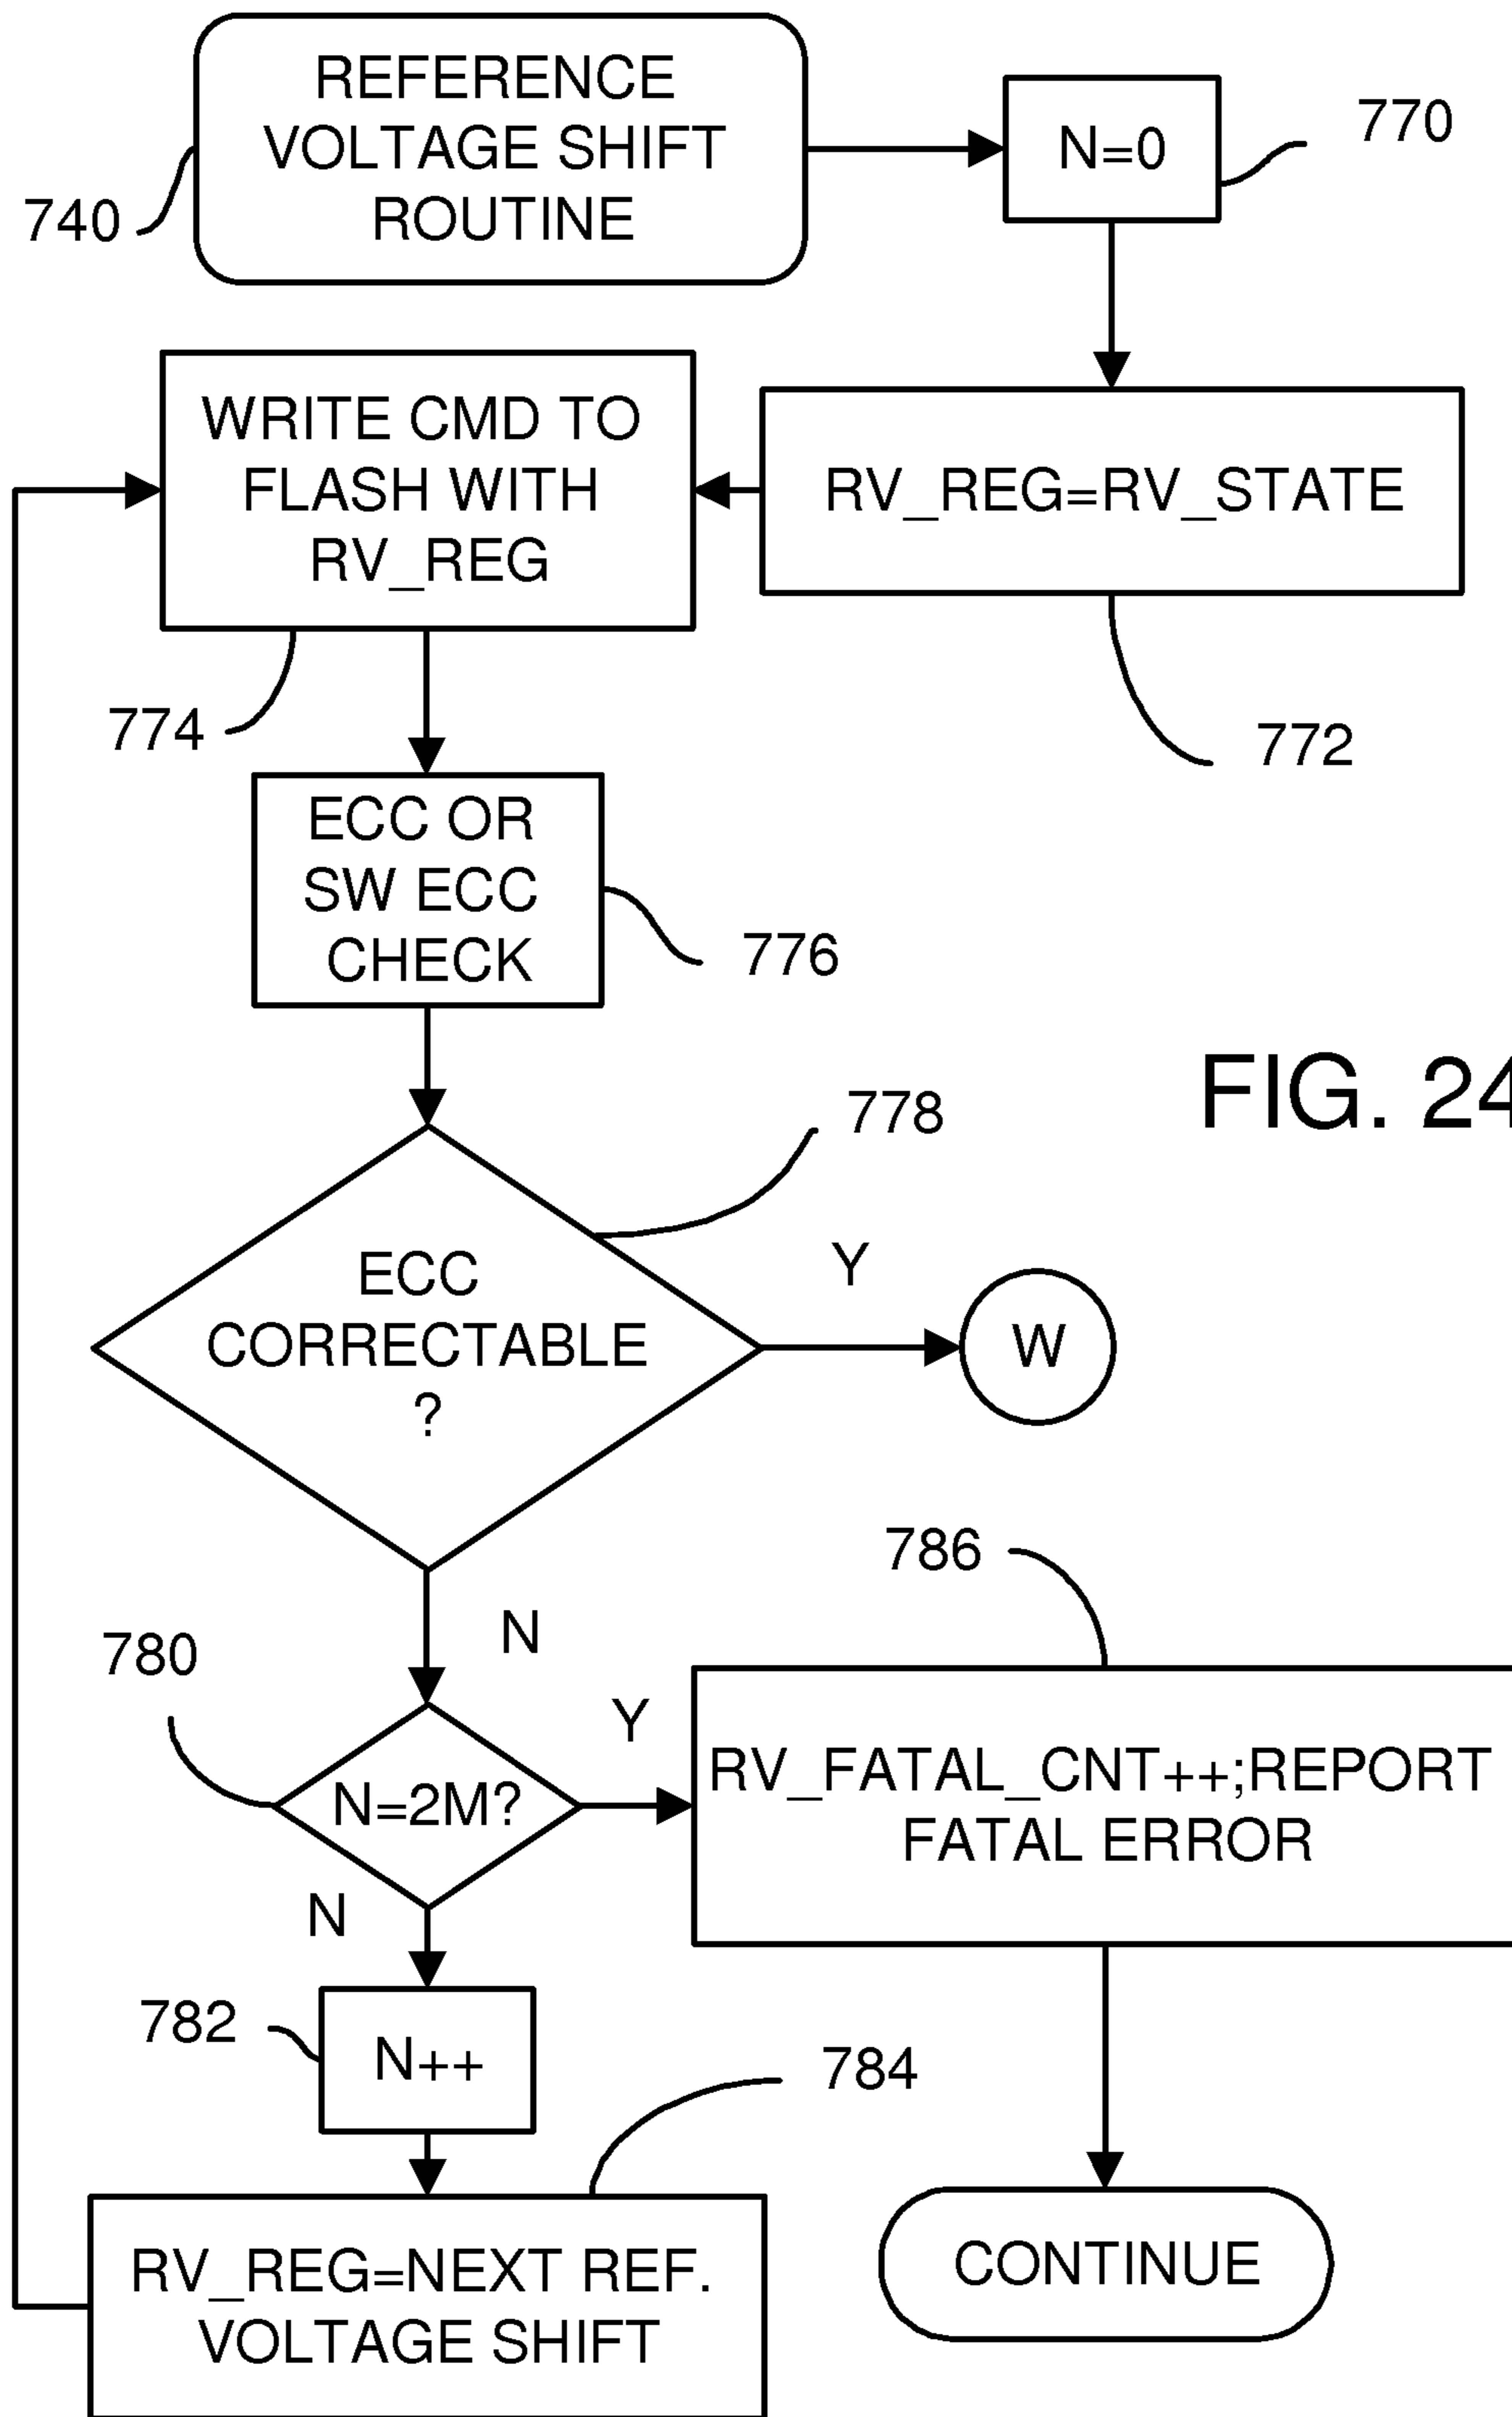 REFERENCE
VOLTAGE SHIFT
ROUTINE
740
N=0
770
WRITE CMD TO
FLASH WITH
RV_REG
774
RV_REG=RV_STATE
772
ECC OR
SW ECC
CHECK
776
FIG. 24
778
ECC
CORRECTABLE
?
Y
W
N
780
N=2M?
Y
786
RV_FATAL_CNT++;REPORT
FATAL ERROR
N
782
N++
784
RV_REG=NEXT REF.
VOLTAGE SHIFT
CONTINUE